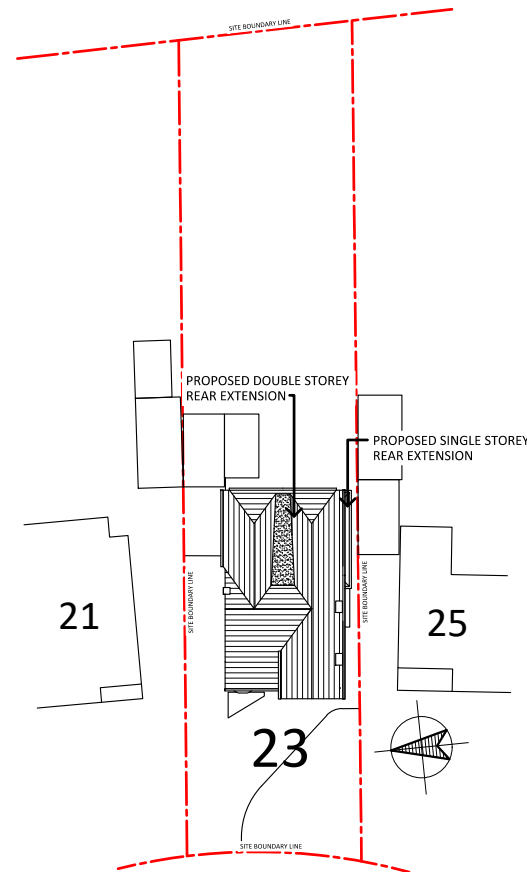 SITE BOUNDARY LINE
PROPOSED DOUBLE STOREY
REAR EXTENSION
PROPOSED SINGLE STOREY
REAR EXTENSION
SITE BOUNDARY LINE
SITE BOUNDARY LINE
21
25
23
SITE BOUNDARY LINE